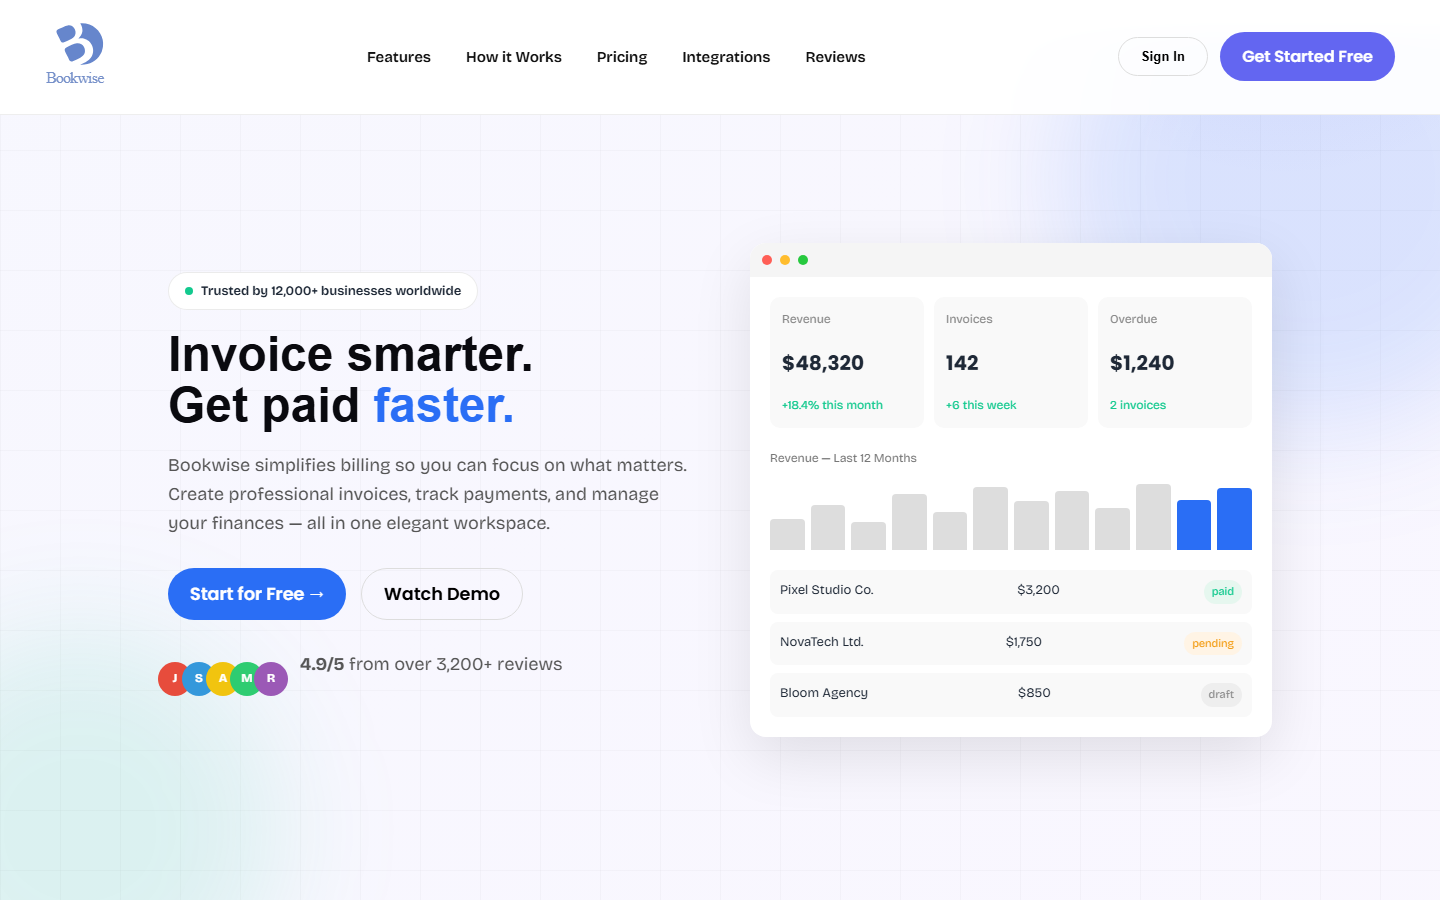 Bookwise
Features
How it Works
Pricing
Integrations
Reviews
Sign In
Get Started Free
Trusted by 12,000+ businesses worldwide
Invoice smarter.
Get paid faster.
Bookwise simplifies billing so you can focus on what matters.
Create professional invoices, track payments, and manage
your finances — all in one elegant workspace.
Start for Free →
Watch Demo
J S A M R
4.9/5 from over 3,200+ reviews
Revenue
$48,320
+18.4% this month
Invoices
142
+6 this week
Overdue
$1,240
2 invoices
Revenue — Last 12 Months
Pixel Studio Co. $3,200 paid
NovaTech Ltd. $1,750 pending
Bloom Agency $850 draft